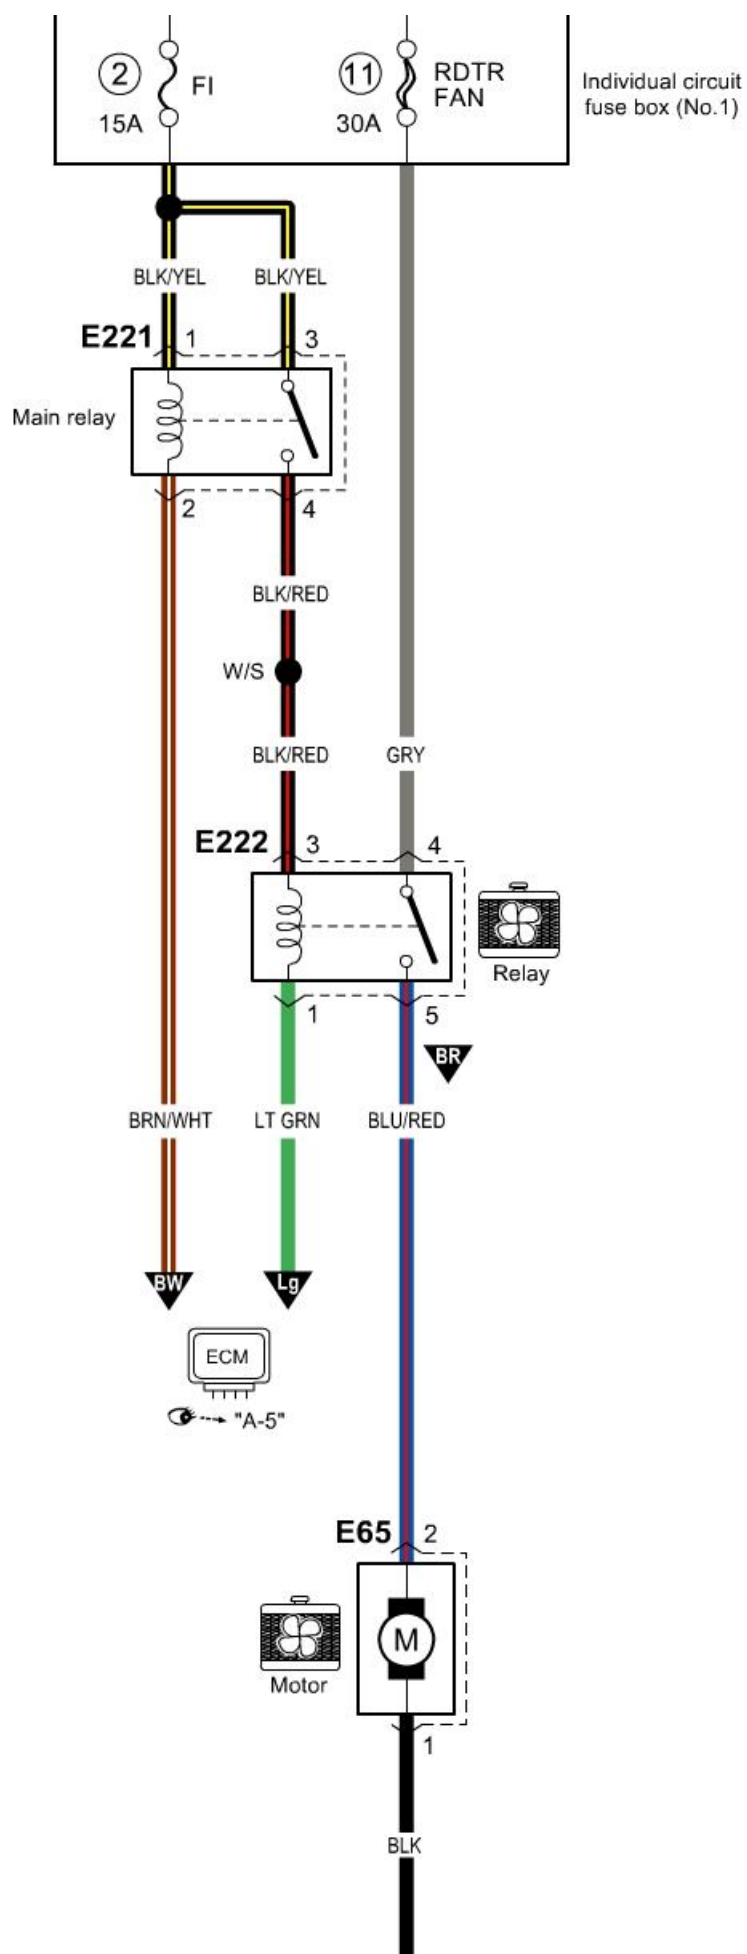 2
FI
15A
11
RDTR
FAN
30A
Individual circuit
fuse box (No.1)
BLK/YEL
BLK/YEL
E221
1
3
Main relay
2
4
BLK/RED
W/S
BLK/RED
GRY
E222
3
4
Relay
1
5
BR
BRN/WHT
LT GRN
BLU/RED
BW
Lg
ECM
"A-5"
E65
2
M
Motor
1
BLK